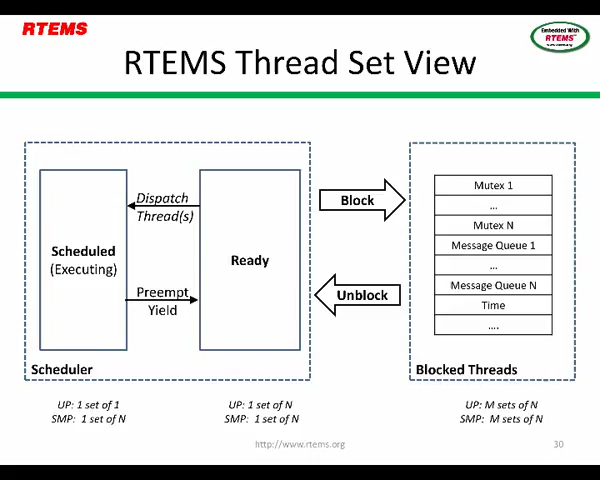 RTEMS
Embedded With
RTEMS
RTEMS Thread Set View
Dispatch
Thread(s)
Scheduled
(Executing)
Preempt
Yield
Ready
Scheduler
Block
Unblock
Mutex 1
...
Mutex N
Message Queue 1
...
Message Queue N
Time
....
Blocked Threads
UP: 1 set of 1
SMP: 1 set of N
UP: 1 set of N
SMP: 1 set of N
UP: M sets of N
SMP: M sets of N
http://www.rtems.org
30